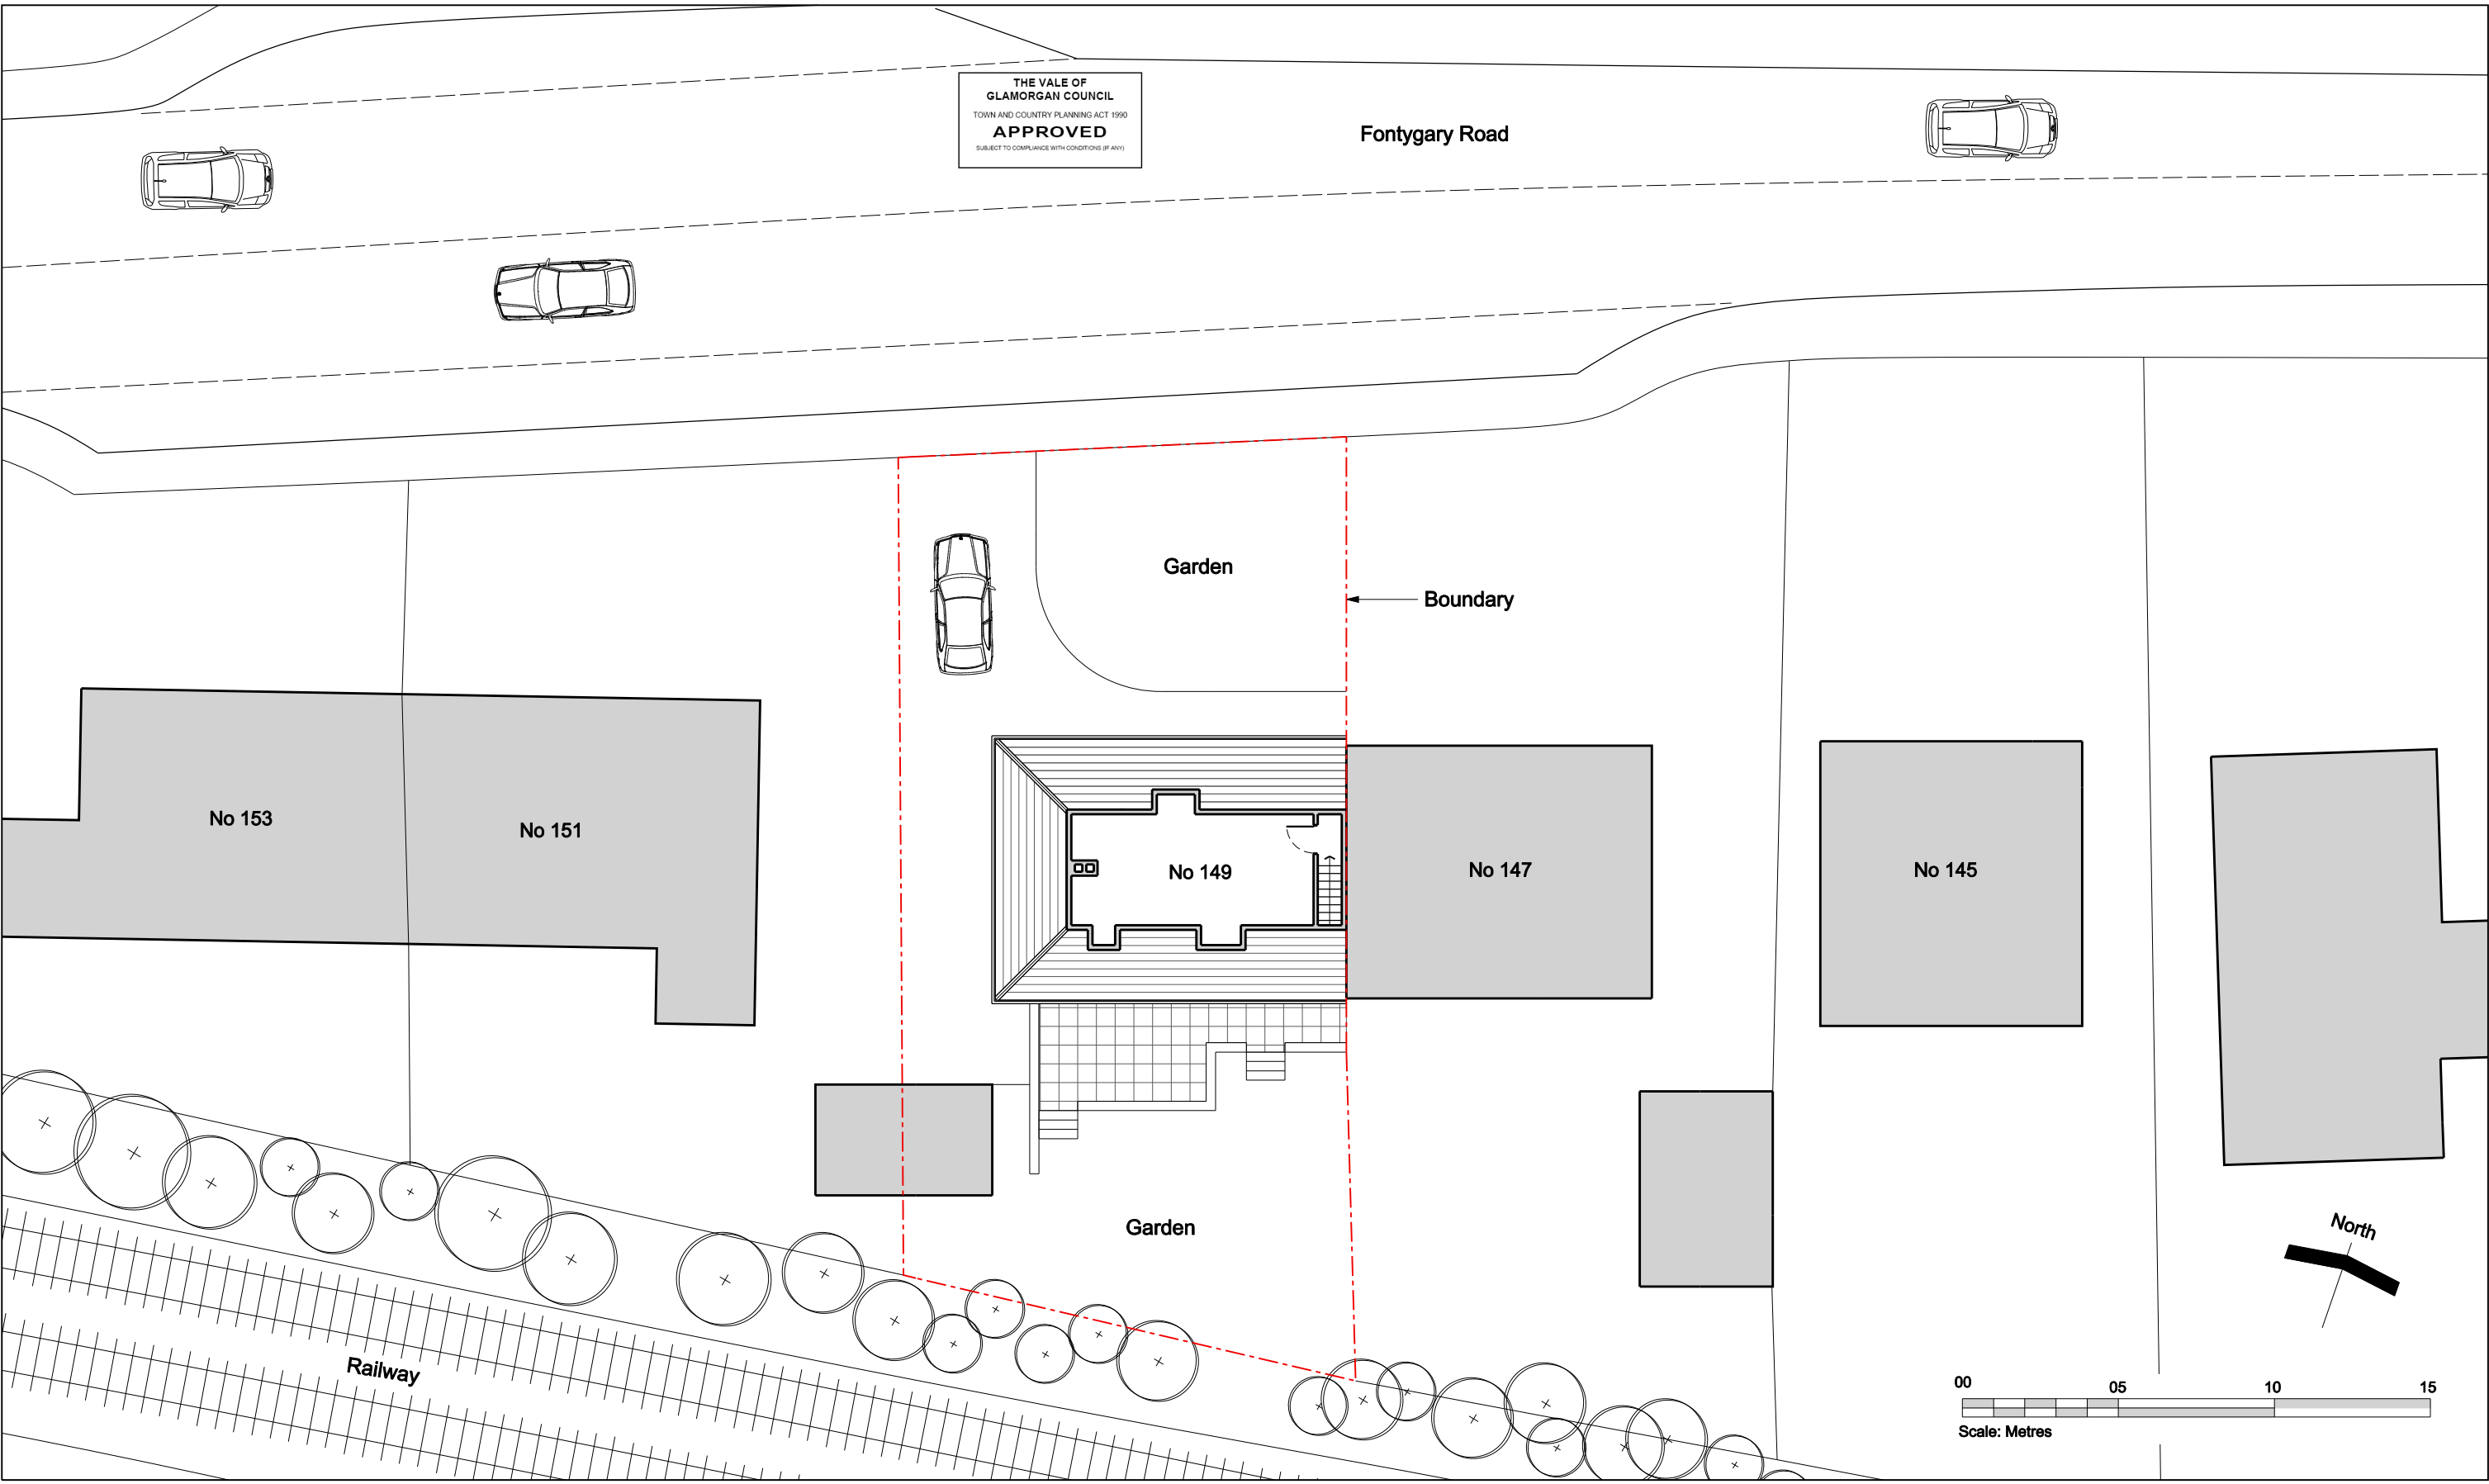 THE VALE OF
GLAMORGAN COUNCIL
TOWN AND COUNTRY PLANNING ACT 1990
APPROVED
SUBJECT TO COMPLIANCE WITH CONDITIONS (IF ANY)
Fontygary Road
Garden
Boundary
No 153
No 151
No 149
No 147
No 145
Garden
North
Railway
00 05 10 15
Scale: Metres